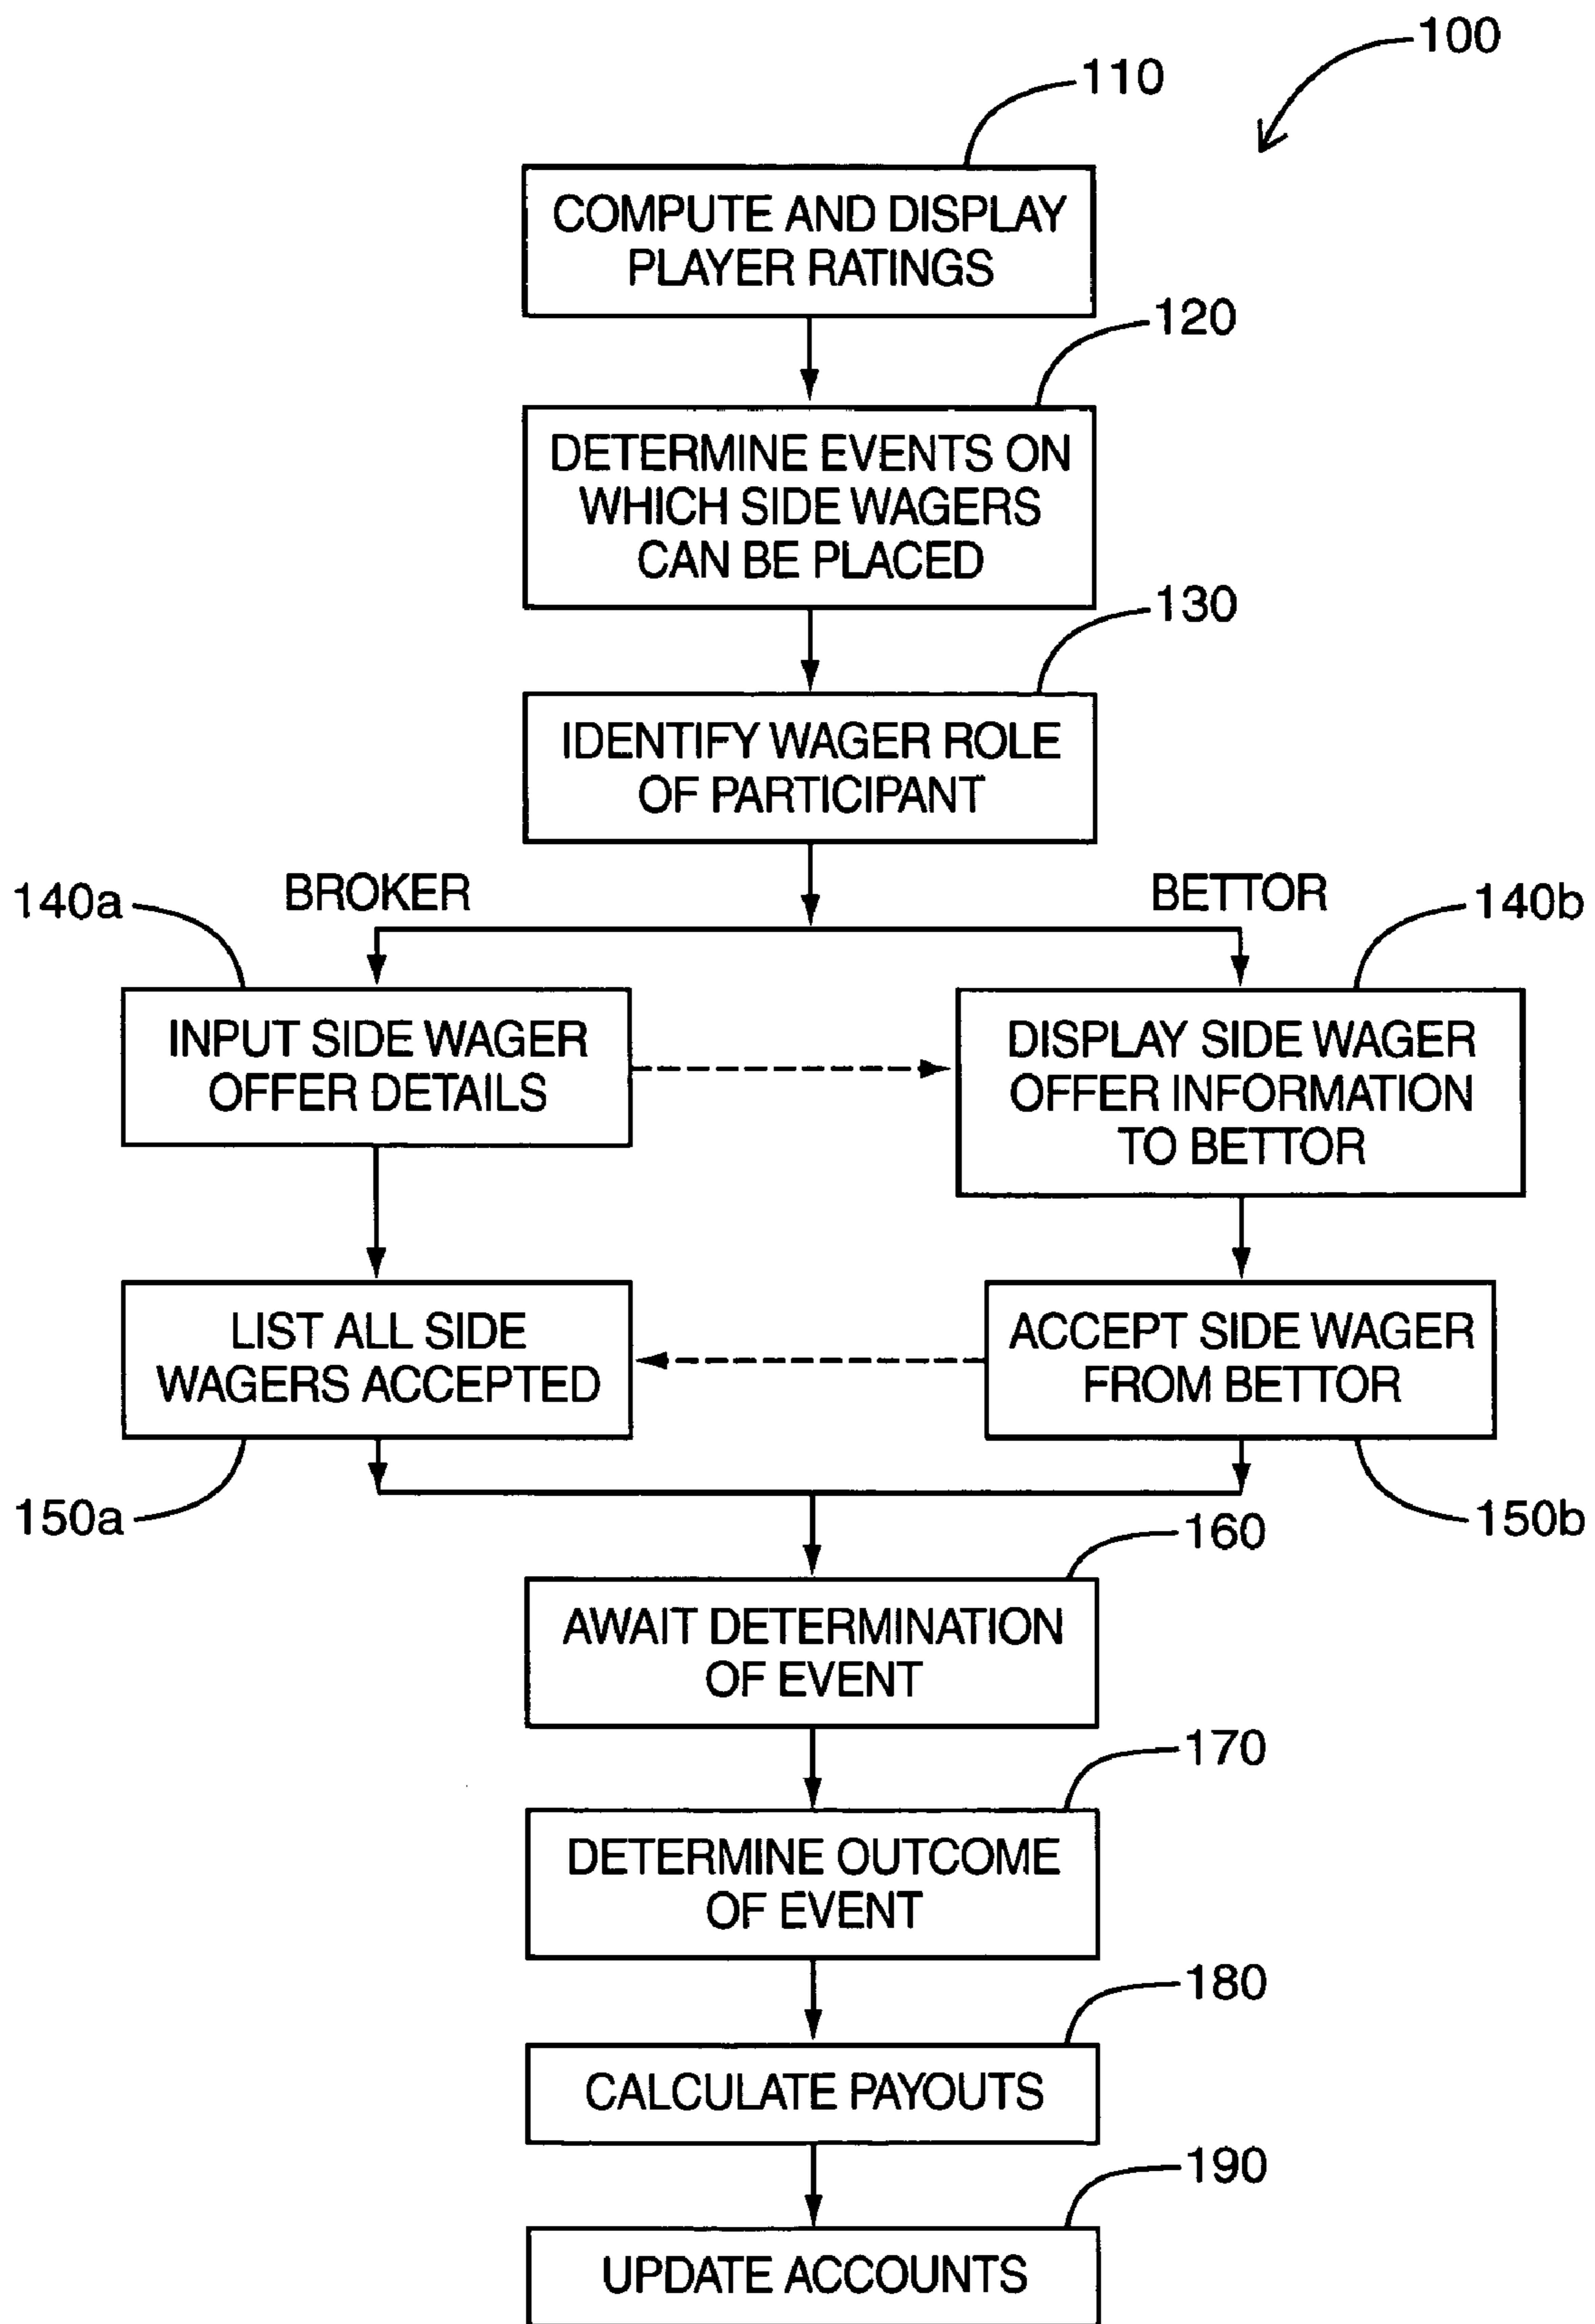 100
110
COMPUTE AND DISPLAY
PLAYER RATINGS
120
DETERMINE EVENTS ON
WHICH SIDE WAGERS
CAN BE PLACED
130
IDENTIFY WAGER ROLE
OF PARTICIPANT
140a
BROKER
BETTOR
140b
INPUT SIDE WAGER
OFFER DETAILS
DISPLAY SIDE WAGER
OFFER INFORMATION
TO BETTOR
LIST ALL SIDE
WAGERS ACCEPTED
ACCEPT SIDE WAGER
FROM BETTOR
150a
150b
160
AWAIT DETERMINATION
OF EVENT
170
DETERMINE OUTCOME
OF EVENT
180
CALCULATE PAYOUTS
190
UPDATE ACCOUNTS